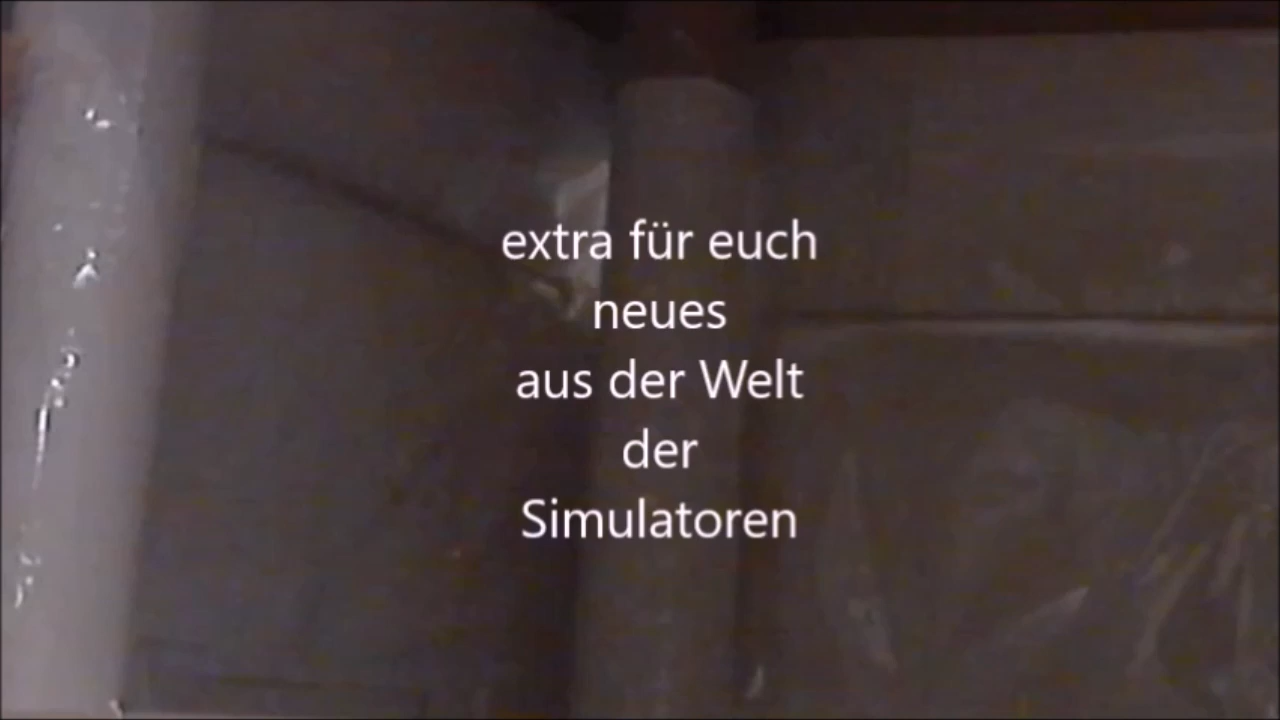 extra für euch
neues
aus der Welt
der
Simulatoren